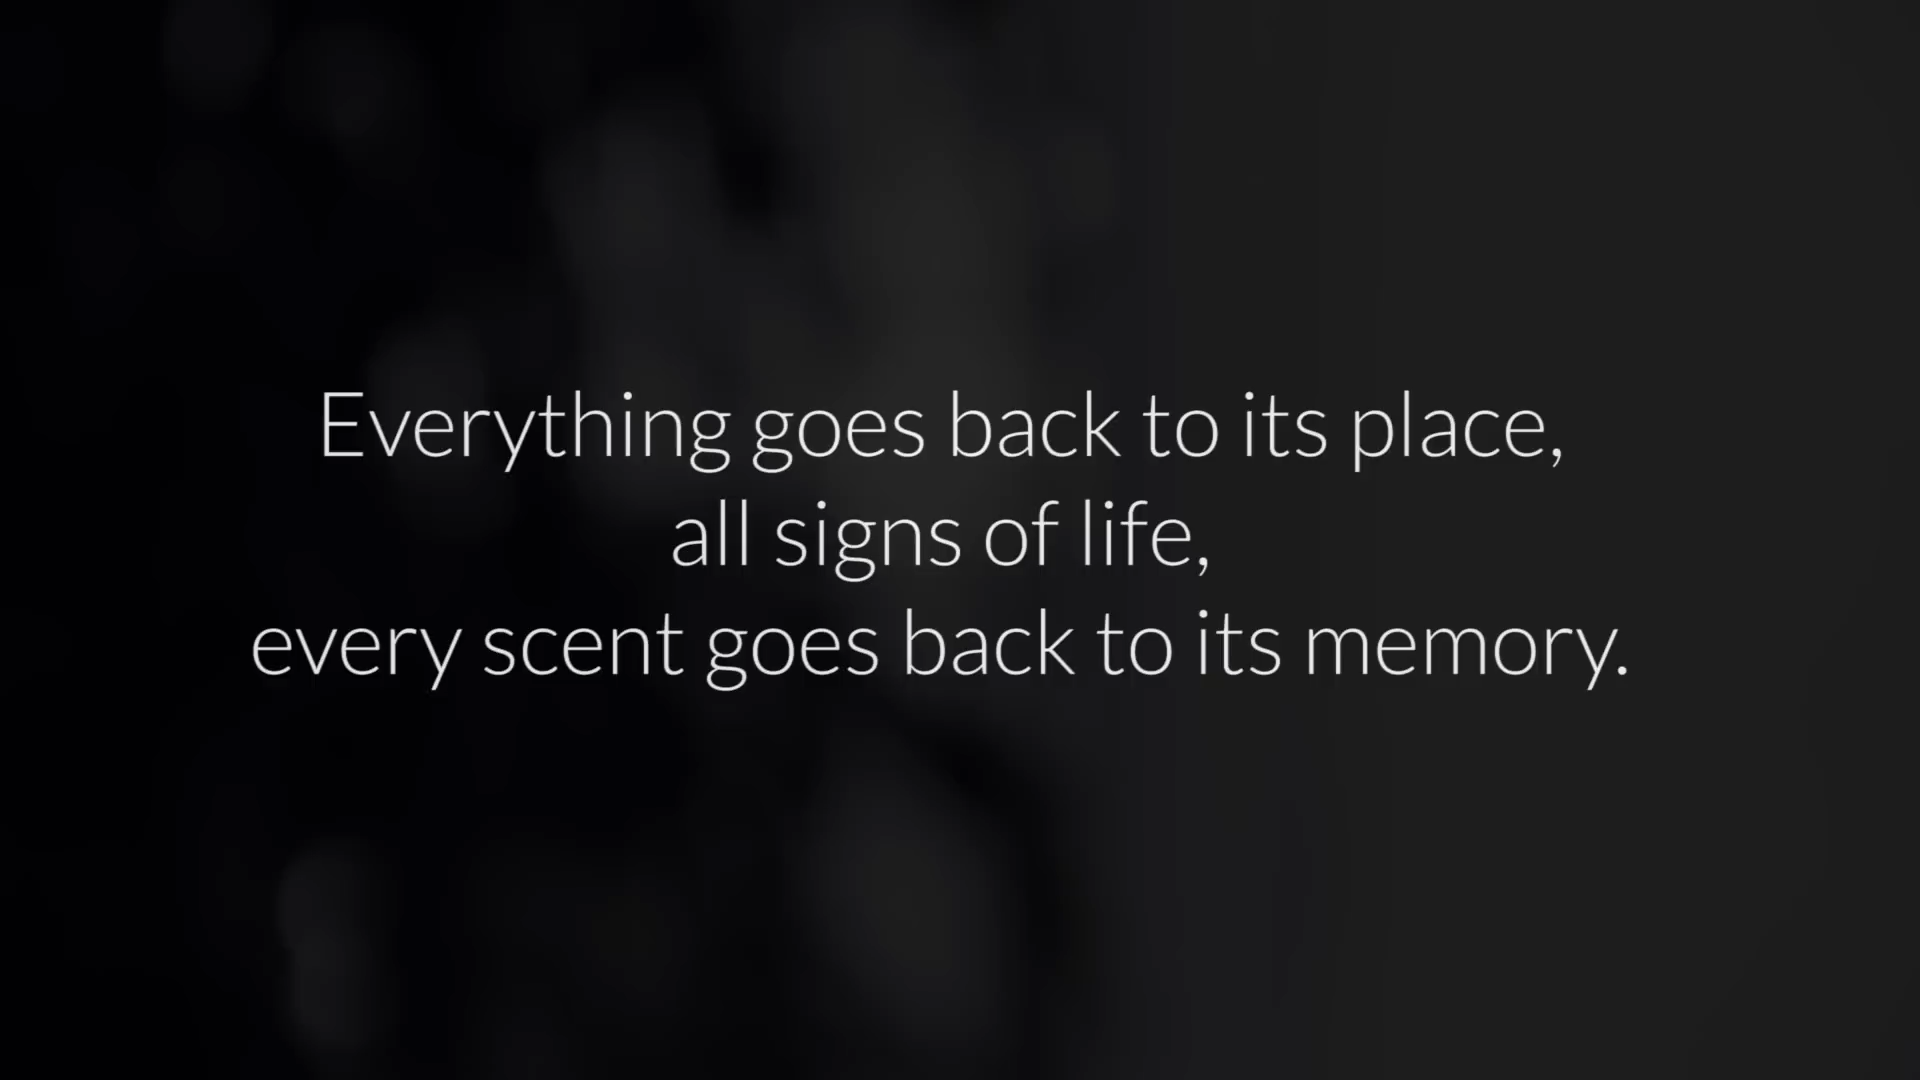 Everything goes back to its place,
all signs of life,
every scent goes back to its memory.